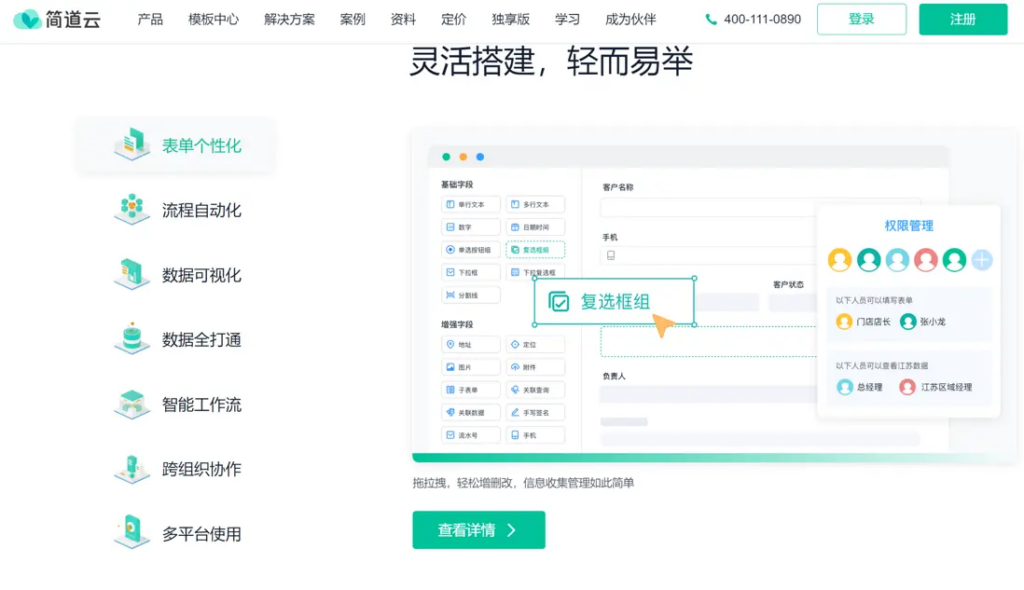 简道云
产品 模板中心 解决方案 案例 资料 定价 独享版 学习 成为伙伴 400-111-0890 登录 注册
灵活搭建，轻而易举
表单个性化
流程自动化
数据可视化
数据全打通
智能工作流
跨组织协作
多平台使用
基础字段
单行文本 多行文本
数字 日期时间
单选按钮组 复选框组
下拉框 下拉复选框
分割线
增强字段
地址 定位
图片 附件
子表单 关联查询
关联数据 手写签名
流水号 手机
客户名称
手机
客户状态
复选框组
负责人
权限管理
以下人员可以填写表单
门店店长 张小龙
以下人员可以查看江苏数据
总经理 江苏区域经理
拖拉拽，轻松增删改，信息收集管理如此简单
查看详情